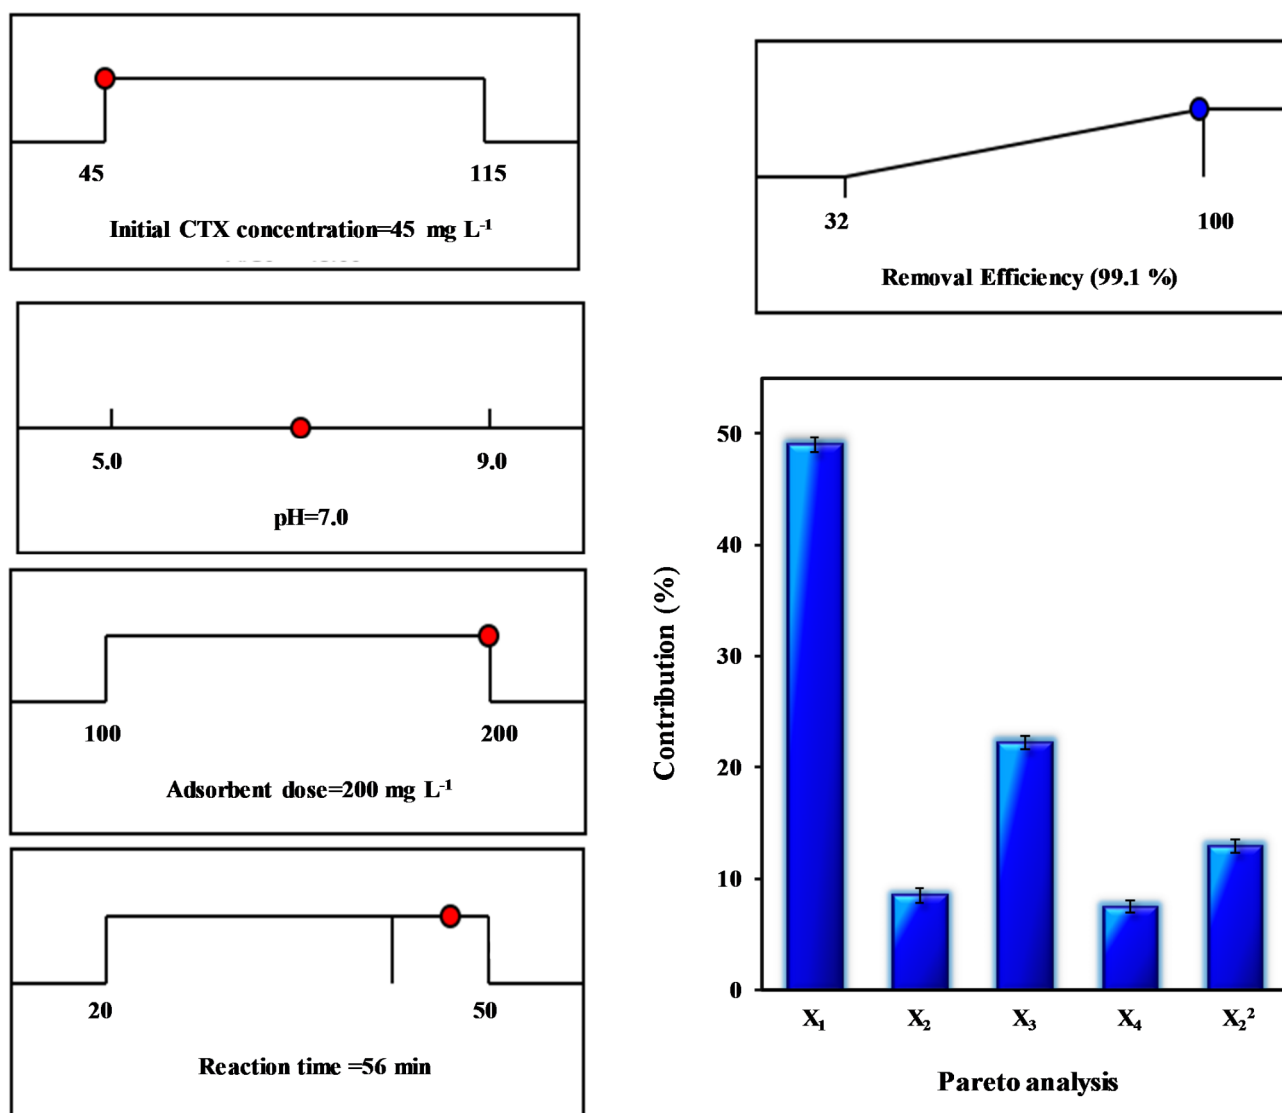 45 115
Initial CTX concentration=45 mg L⁻¹
5.0 9.0
pH=7.0
100 200
Adsorbent dose=200 mg L⁻¹
20 50
Reaction time =56 min
32 100
Removal Efficiency (99.1 %)
Contribution (%)
50
40
30
20
10
0
X₁ X₂ X₃ X₄ X₂²
Pareto analysis